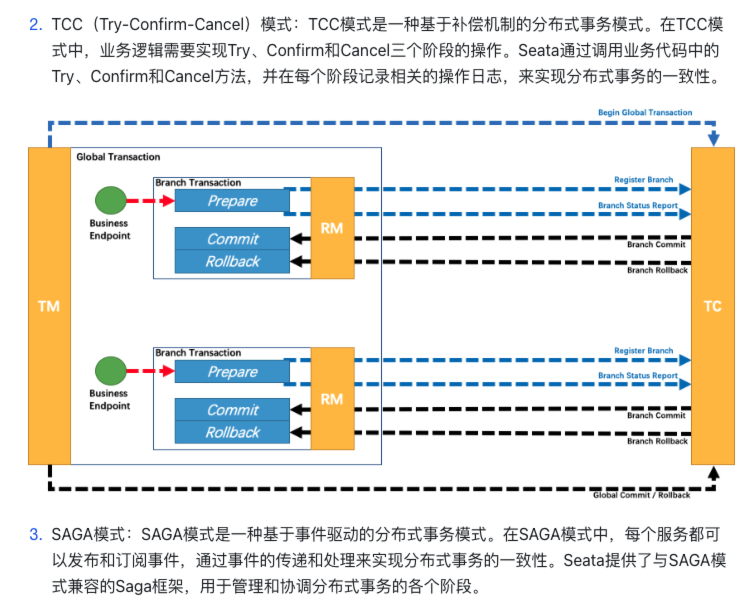 2. TCC（Try-Confirm-Cancel）模式：TCC模式是一种基于补偿机制的分布式事务模式。在TCC模
式中，业务逻辑需要实现Try、Confirm和Cancel三个阶段的操作。Seata通过调用业务代码中的
Try、Confirm和Cancel方法，并在每个阶段记录相关的操作日志，来实现分布式事务的一致性。
Begin Global Transaction
Global Transaction
Branch Transaction
Register Branch
Prepare
Branch Status Report
Business
Endpoint
RM
Commit
Branch Commit
Rollback
Branch Rollback
TM
TC
Branch Transaction
Register Branch
Prepare
Branch Status Report
Business
Endpoint
RM
Commit
Branch Commit
Rollback
Branch Rollback
Global Commit / Rollback
3. SAGA模式：SAGA模式是一种基于事件驱动的分布式事务模式。在SAGA模式中，每个服务都可
以发布和订阅事件，通过事件的传递和处理来实现分布式事务的一致性。Seata提供了与SAGA模
式兼容的Saga框架，用于管理和协调分布式事务的各个阶段。